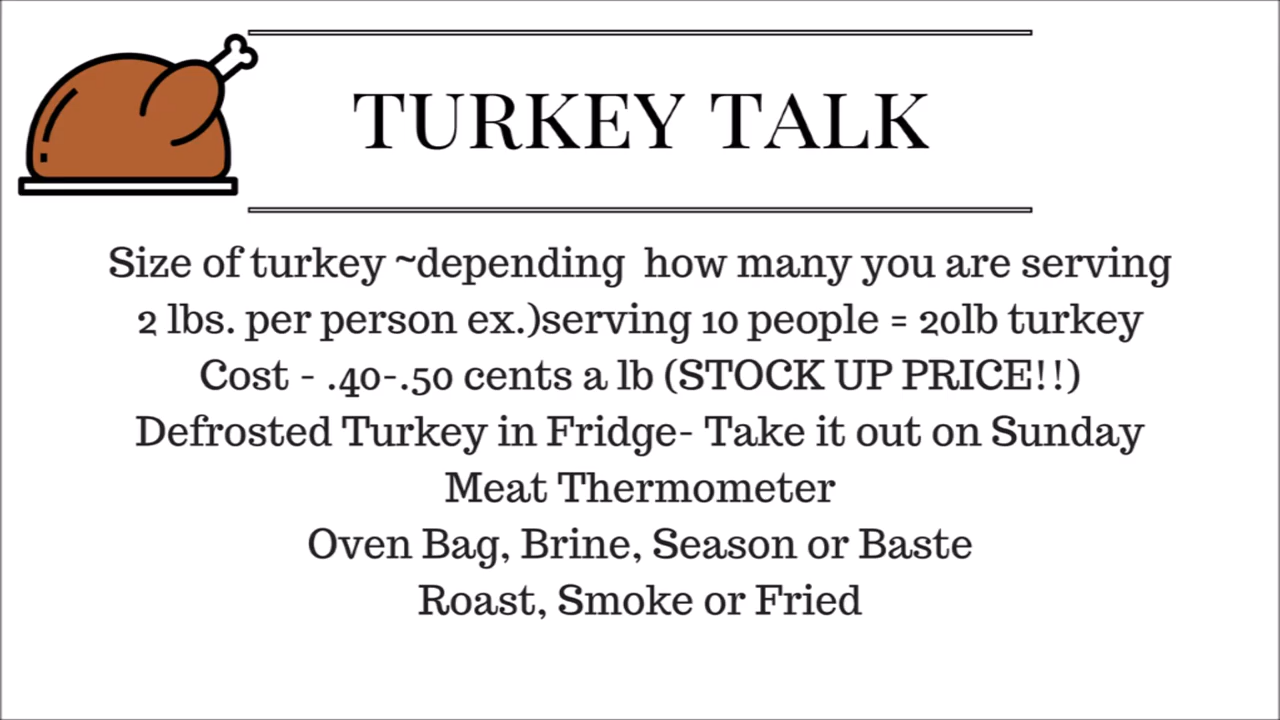 TURKEY TALK
Size of turkey ~depending  how many you are serving
2 lbs. per person ex.)serving 10 people = 20lb turkey
Cost - .40-.50 cents a lb (STOCK UP PRICE!!)
Defrosted Turkey in Fridge- Take it out on Sunday
Meat Thermometer
Oven Bag, Brine, Season or Baste
Roast, Smoke or Fried